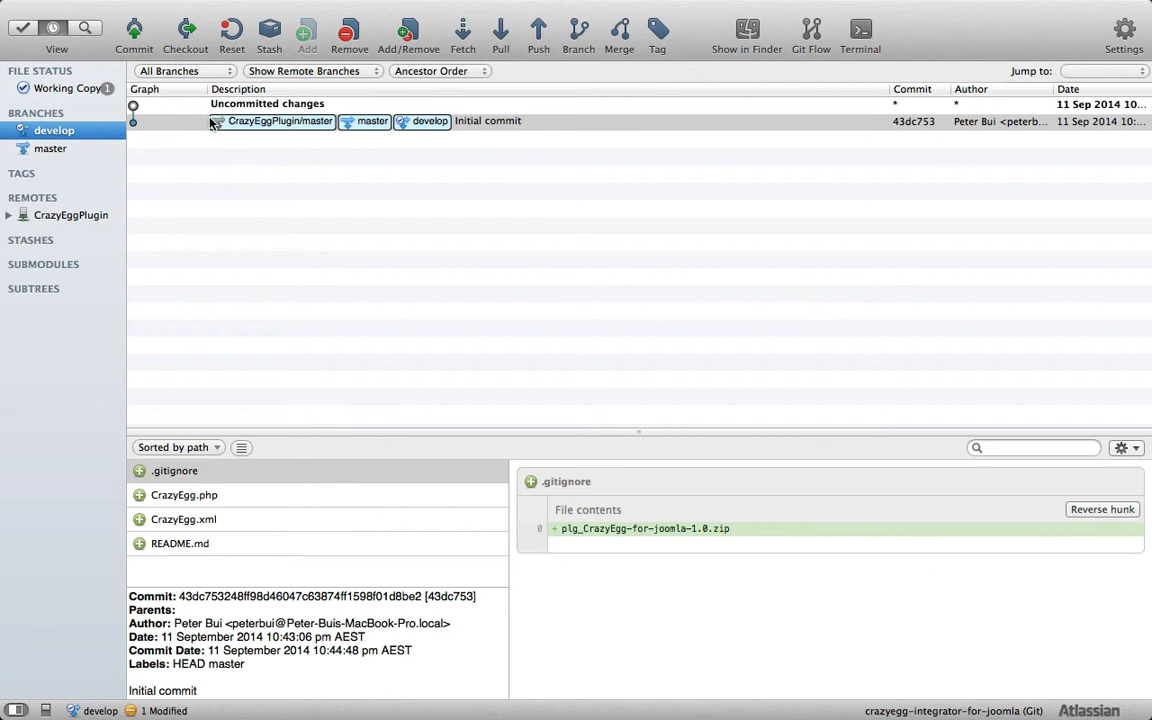 View
Commit
Checkout
Reset
Stash
Add
Remove
Add/Remove
Fetch
Pull
Push
Branch
Merge
Tag
Show in Finder
Git Flow
Terminal
Settings
FILE STATUS
Working Copy 1
BRANCHES
develop
master
TAGS
REMOTES
CrazyEggPlugin
STASHES
SUBMODULES
SUBTREES
All Branches
Show Remote Branches
Ancestor Order
Jump to:
Graph Description Commit Author Date
Uncommitted changes * * 11 Sep 2014 10...
CrazyEggPlugin/master master develop Initial commit 43dc753 Peter Bui <peterb... 11 Sep 2014 10:...
Sorted by path
.gitignore
CrazyEgg.php
CrazyEgg.xml
README.md
.gitignore
File contents
Reverse hunk
0 + plg_CrazyEgg-for-joomla-1.0.zip
Commit: 43dc753248ff98d46047c63874ff1598f01d8be2 [43dc753]
Parents:
Author: Peter Bui <peterbui@Peter-Buis-MacBook-Pro.local>
Date: 11 September 2014 10:43:06 pm AEST
Commit Date: 11 September 2014 10:44:48 pm AEST
Labels: HEAD master
Initial commit
develop 1 Modified
crazyegg-integrator-for-joomla (Git) Atlassian